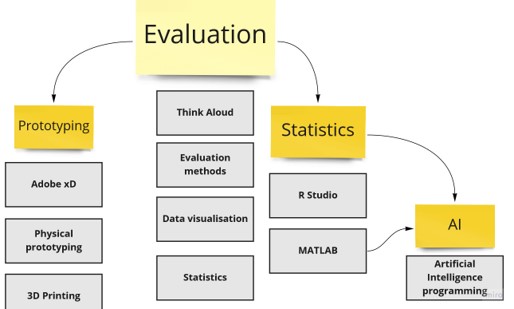 Evaluation
Prototyping
Adobe xD
Physical
prototyping
3D Printing
Think Aloud
Evaluation
methods
Data visualisation
Statistics
Statistics
R Studio
MATLAB
AI
Artificial
Intelligence
programming
miro